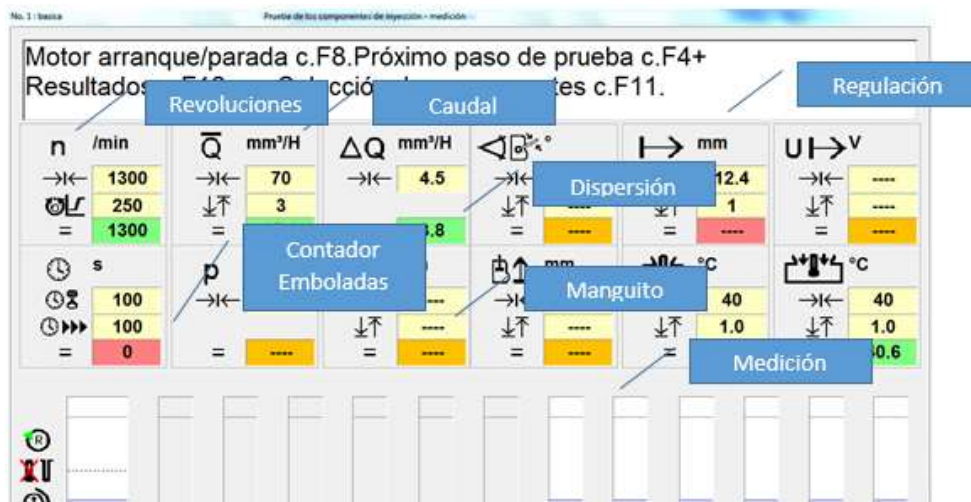 No. 1 : basica Prueba de los componentes de inyección - medición
Motor arranque/parada c.F8.Próximo paso de prueba c.F4+
Resultados tes c.F11.
Revoluciones Caudal Regulación
n /min Q mm³/H ΔQ mm³/H ° mm U V
1300 70 4.5 12.4 ----
250 3 ---- 1 ----
1300 .8 ---- ---- ----
Dispersión
Contador
Emboladas
s p mm °C °C
100 --- 40 40
100 ---- ---- 1.0 1.0
0 ---- ---- ---- 0.6
Manguito
Medición
R